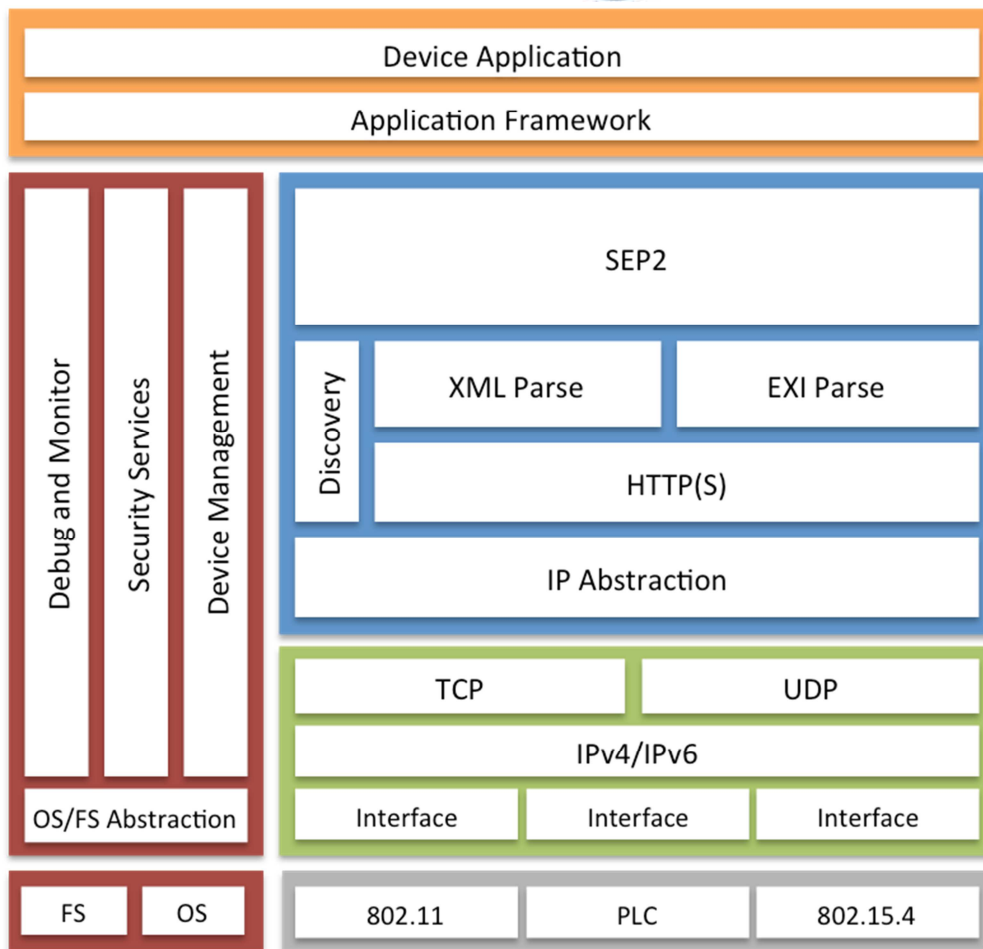 Device Application
Application Framework
Debug and Monitor
Security Services
Device Management
OS/FS Abstraction
SEP2
Discovery
XML Parse
EXI Parse
HTTP(S)
IP Abstraction
TCP
UDP
IPv4/IPv6
Interface
Interface
Interface
FS
OS
802.11
PLC
802.15.4